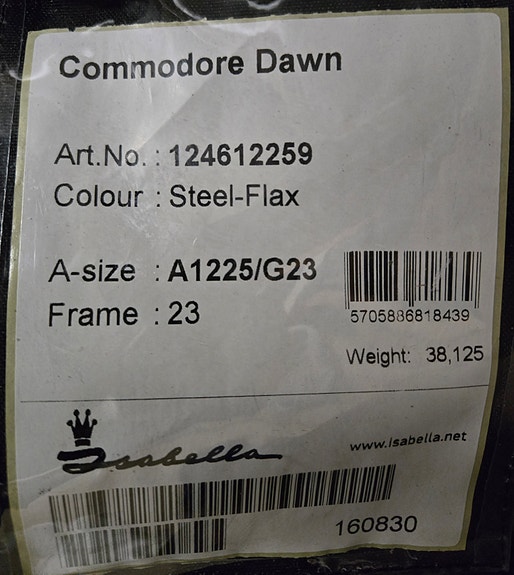 Commodore Dawn
Art.No. : 124612259
Colour : Steel-Flax
A-size : A1225/G23
Frame : 23
5705886818439
Weight: 38,125
Isabella
www.isabella.net
160830